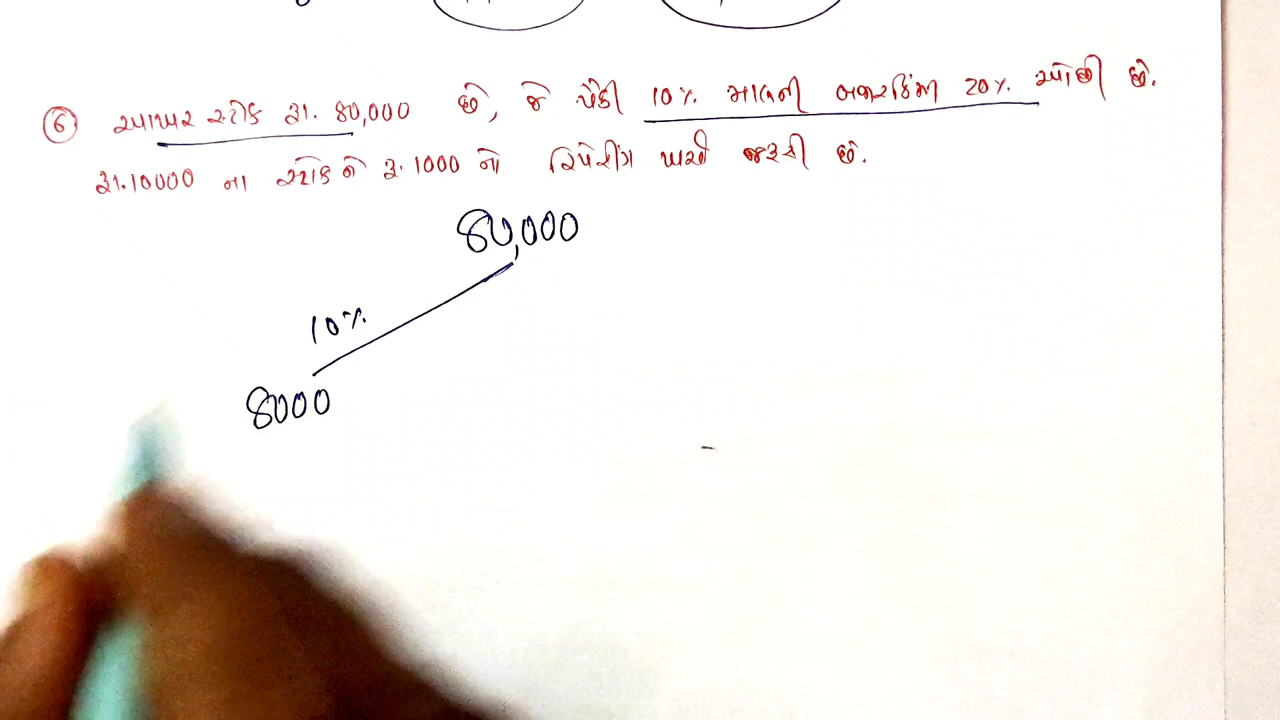 ⑥ આખર સ્ટોક રૂા. 80,000 છે, જે પૈકી 10% માલની બજારકિંમત 20% ઓછી છે.
રૂા.10000 ના સ્ટોકને રૂ.1000 નો રિપેરીંગ ખર્ચ જરૂરી છે.
80,000
10%
8000